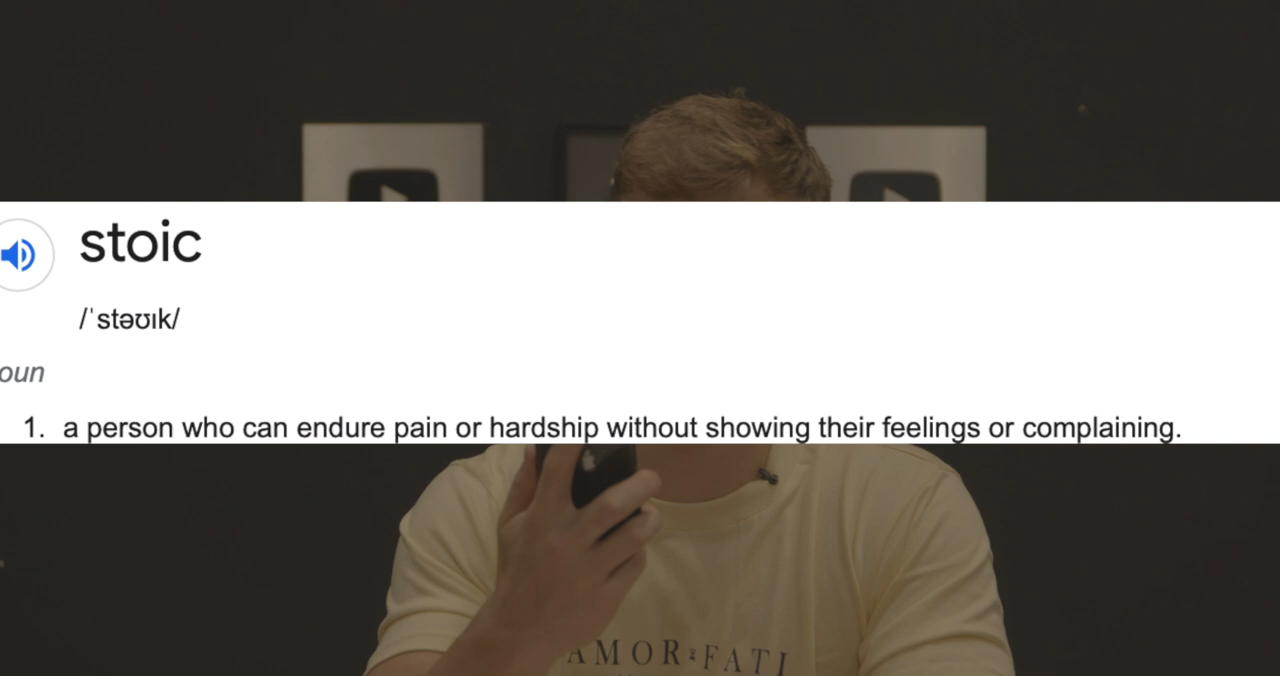 stoic
/ˈstəʊɪk/
oun
1. a person who can endure pain or hardship without showing their feelings or complaining.
AMOR FATI